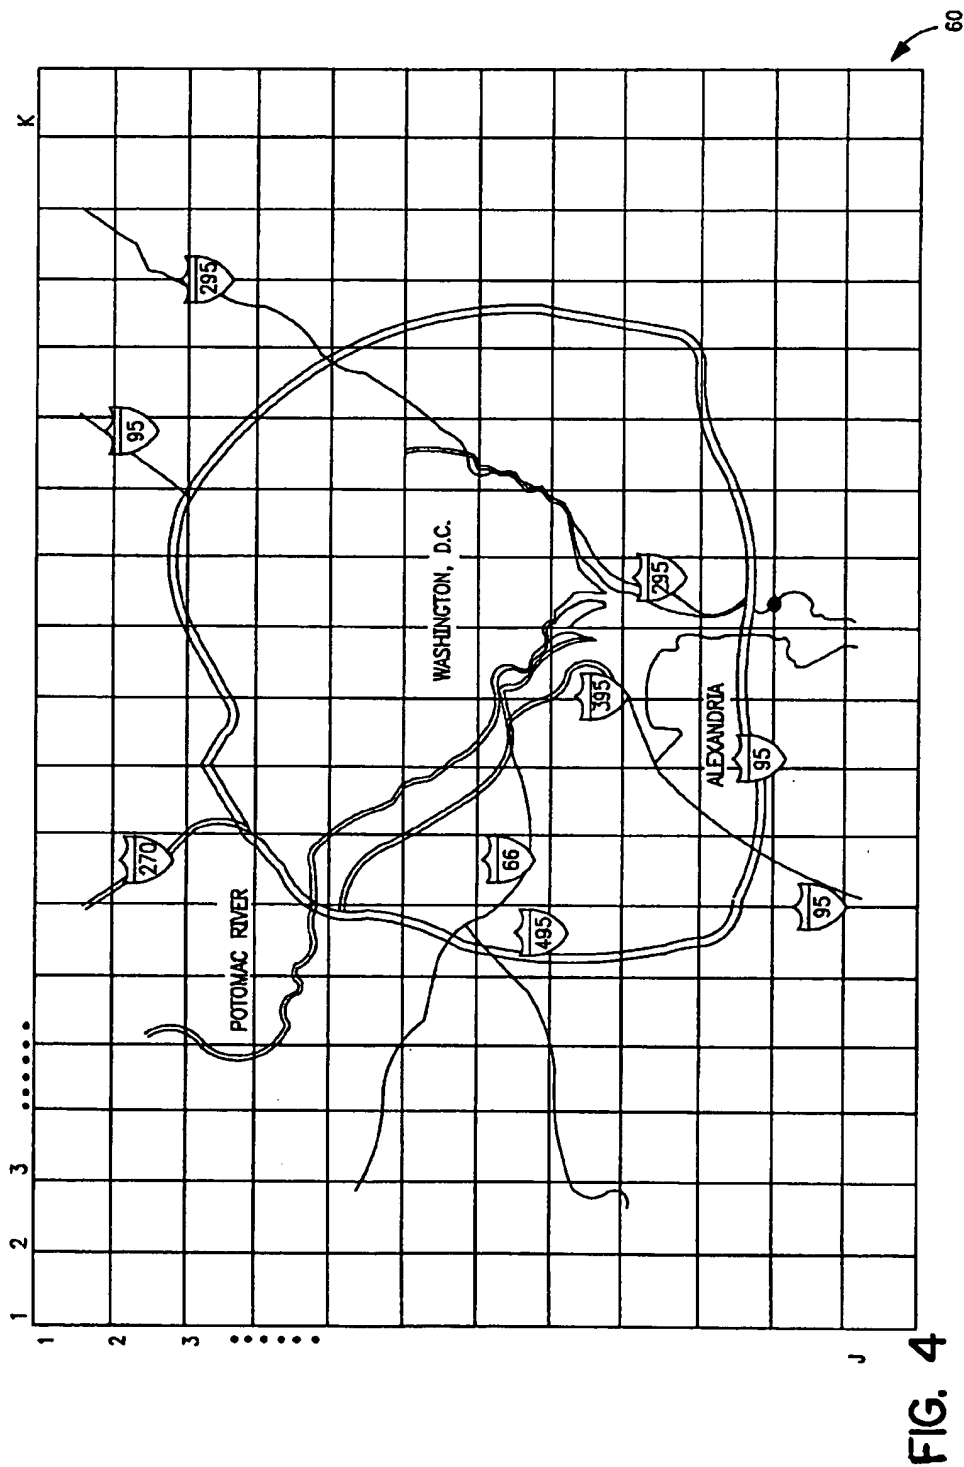 1 2 3 ...... K
1
2
3
270
95
295
POTOMAC RIVER
WASHINGTON, D.C.
66
495
395
295
ALEXANDRIA
95
95
J
60
FIG. 4